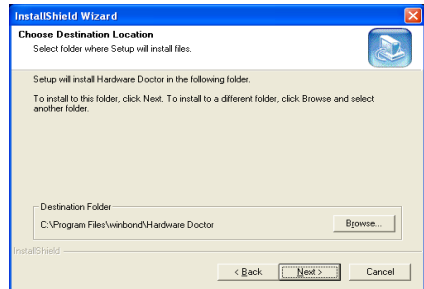 InstallShield Wizard
Choose Destination Location
Select folder where Setup will install files.
Setup will install Hardware Doctor in the following folder.
To install to this folder, click Next. To install to a different folder, click Browse and select
another folder.
Destination Folder
C:\Program Files\winbond\Hardware Doctor
Browse...
InstallShield
< Back
Next >
Cancel